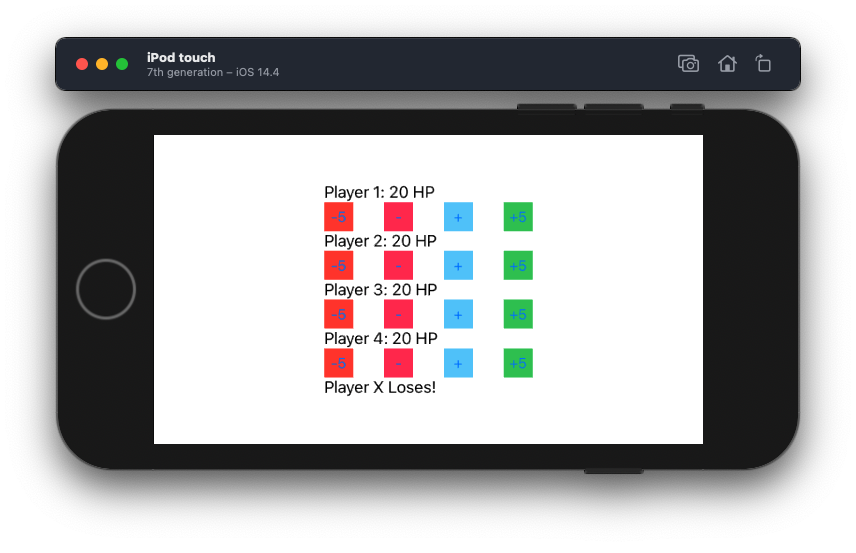 iPod touch
7th generation – iOS 14.4
Player 1: 20 HP
-5 - + +5
Player 2: 20 HP
-5 - + +5
Player 3: 20 HP
-5 - + +5
Player 4: 20 HP
-5 - + +5
Player X Loses!